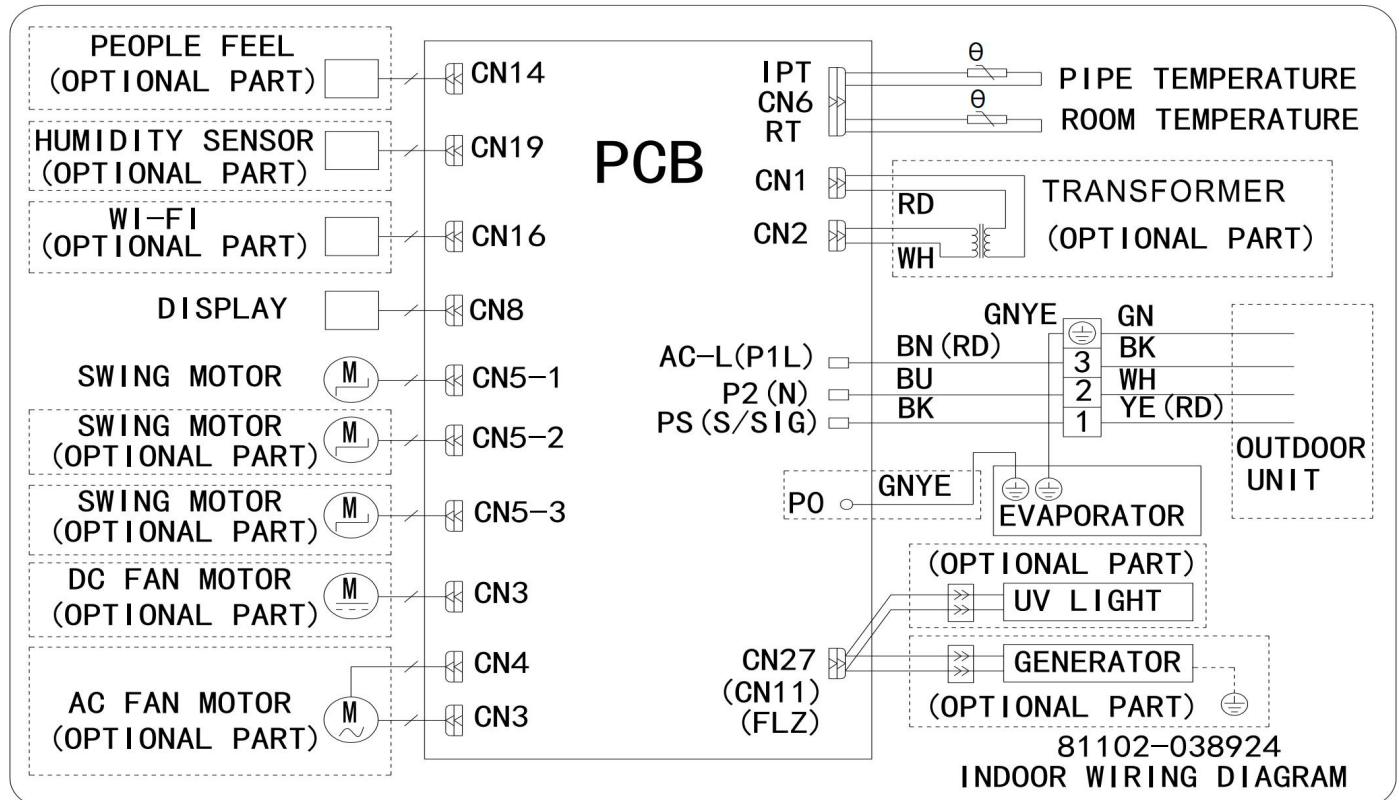 PEOPLE FEEL
(OPTIONAL PART)
CN14
HUMIDITY SENSOR
(OPTIONAL PART)
CN19
WI-FI
(OPTIONAL PART)
CN16
DISPLAY
CN8
SWING MOTOR
M
CN5-1
SWING MOTOR
(OPTIONAL PART)
M
CN5-2
SWING MOTOR
(OPTIONAL PART)
M
CN5-3
DC FAN MOTOR
(OPTIONAL PART)
M
CN3
AC FAN MOTOR
(OPTIONAL PART)
M
CN4
CN3
PCB
IPT
CN6
RT
θ
PIPE TEMPERATURE
θ
ROOM TEMPERATURE
CN1
CN2
RD
WH
TRANSFORMER
(OPTIONAL PART)
AC-L(P1L)
P2(N)
PS(S/SIG)
BN(RD)
BU
BK
GNYE
3
2
1
GN
BK
WH
YE(RD)
OUTDOOR
UNIT
P0
GNYE
EVAPORATOR
(OPTIONAL PART)
UV LIGHT
CN27
(CN11)
(FLZ)
GENERATOR
(OPTIONAL PART)
81102-038924
INDOOR WIRING DIAGRAM